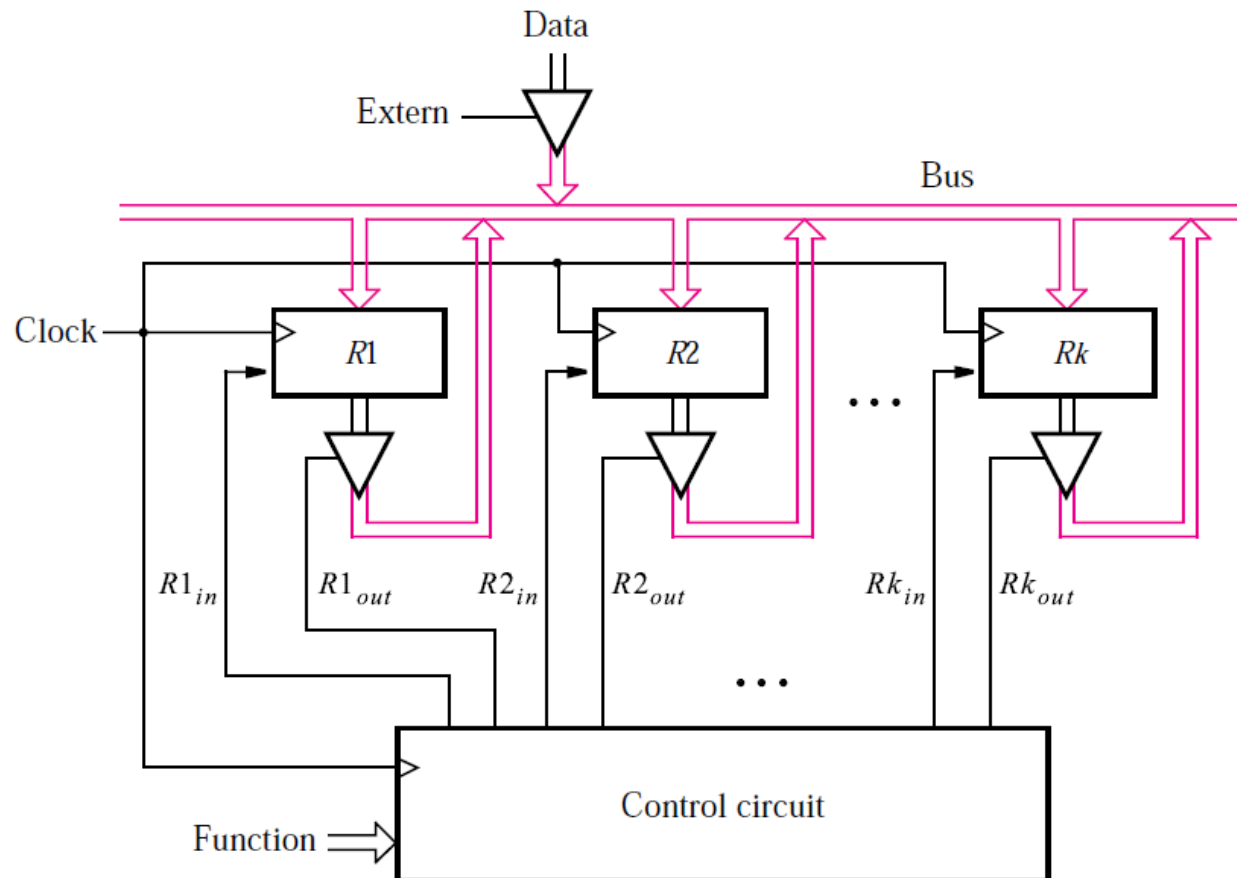 Data
Extern
Bus
Clock
R1
R2
Rk
R1in
R1out
R2in
R2out
Rkin
Rkout
Control circuit
Function